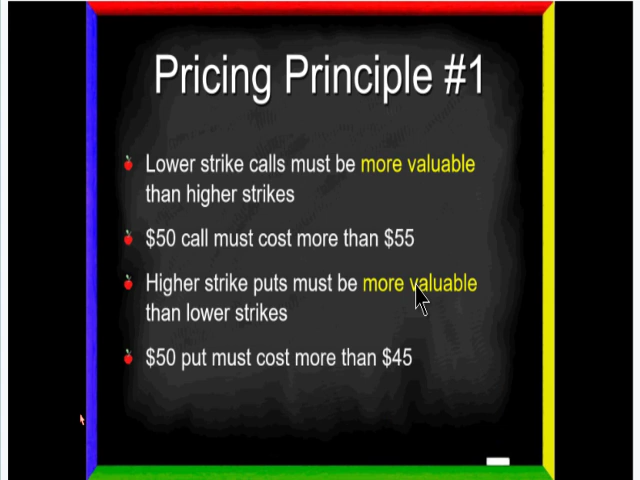 Pricing Principle #1
Lower strike calls must be more valuable
than higher strikes
$50 call must cost more than $55
Higher strike puts must be more valuable
than lower strikes
$50 put must cost more than $45